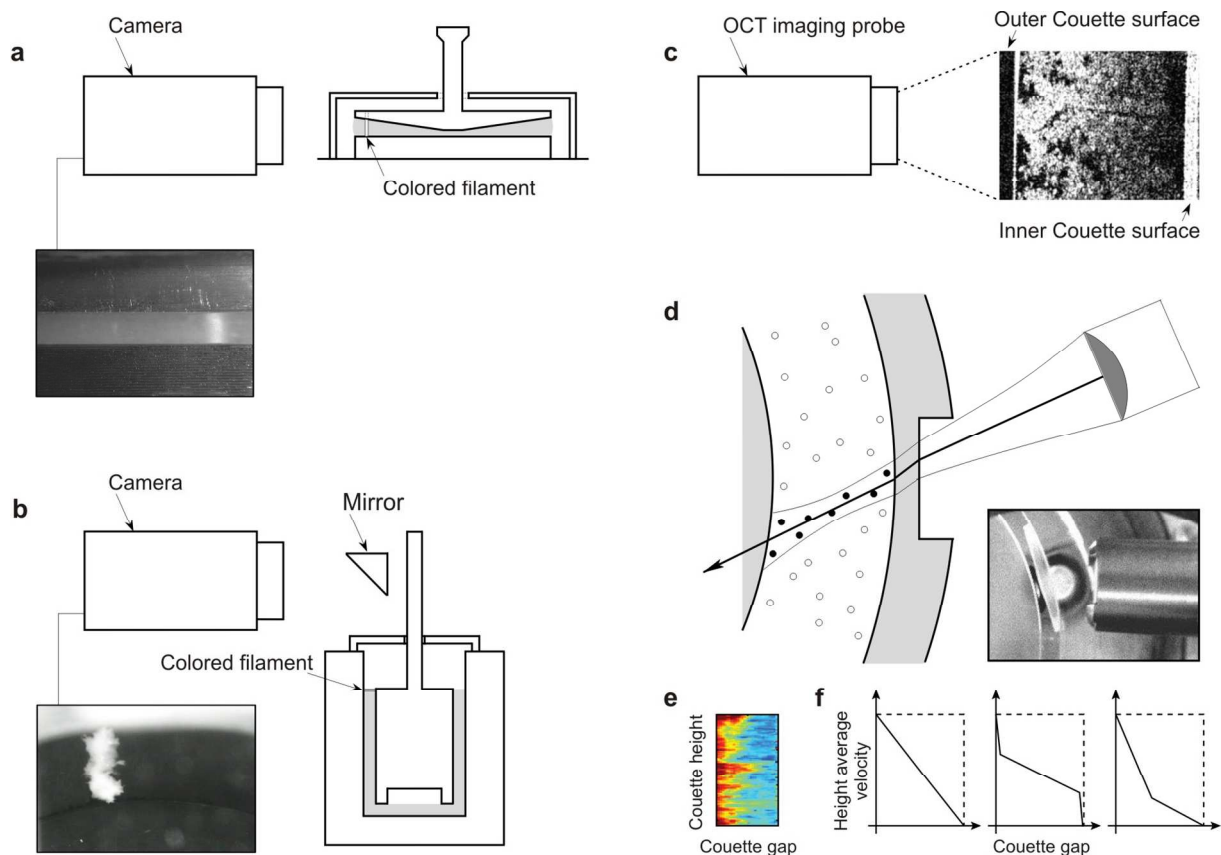 a
Camera
Colored filament
b
Camera
Mirror
Colored filament
c
OCT imaging probe
Outer Couette surface
Inner Couette surface
d
e
Couette height
Couette gap
f
Height average
velocity
Couette gap